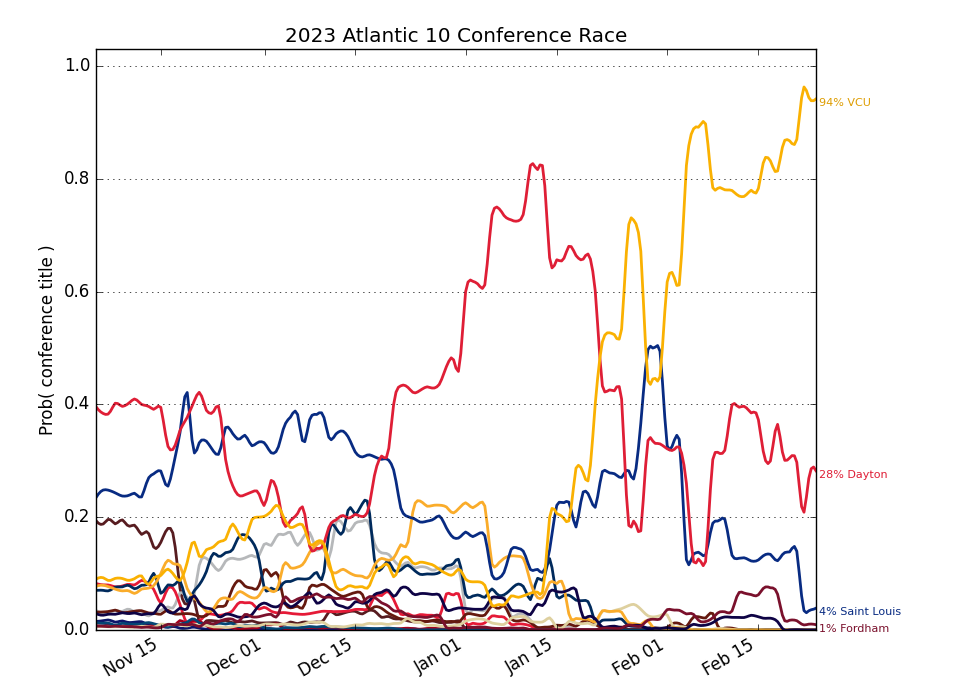 2023 Atlantic 10 Conference Race
Prob( conference title )
1.0
0.8
0.6
0.4
0.2
0.0
Nov 15
Dec 01
Dec 15
Jan 01
Jan 15
Feb 01
Feb 15
94% VCU
28% Dayton
4% Saint Louis
1% Fordham